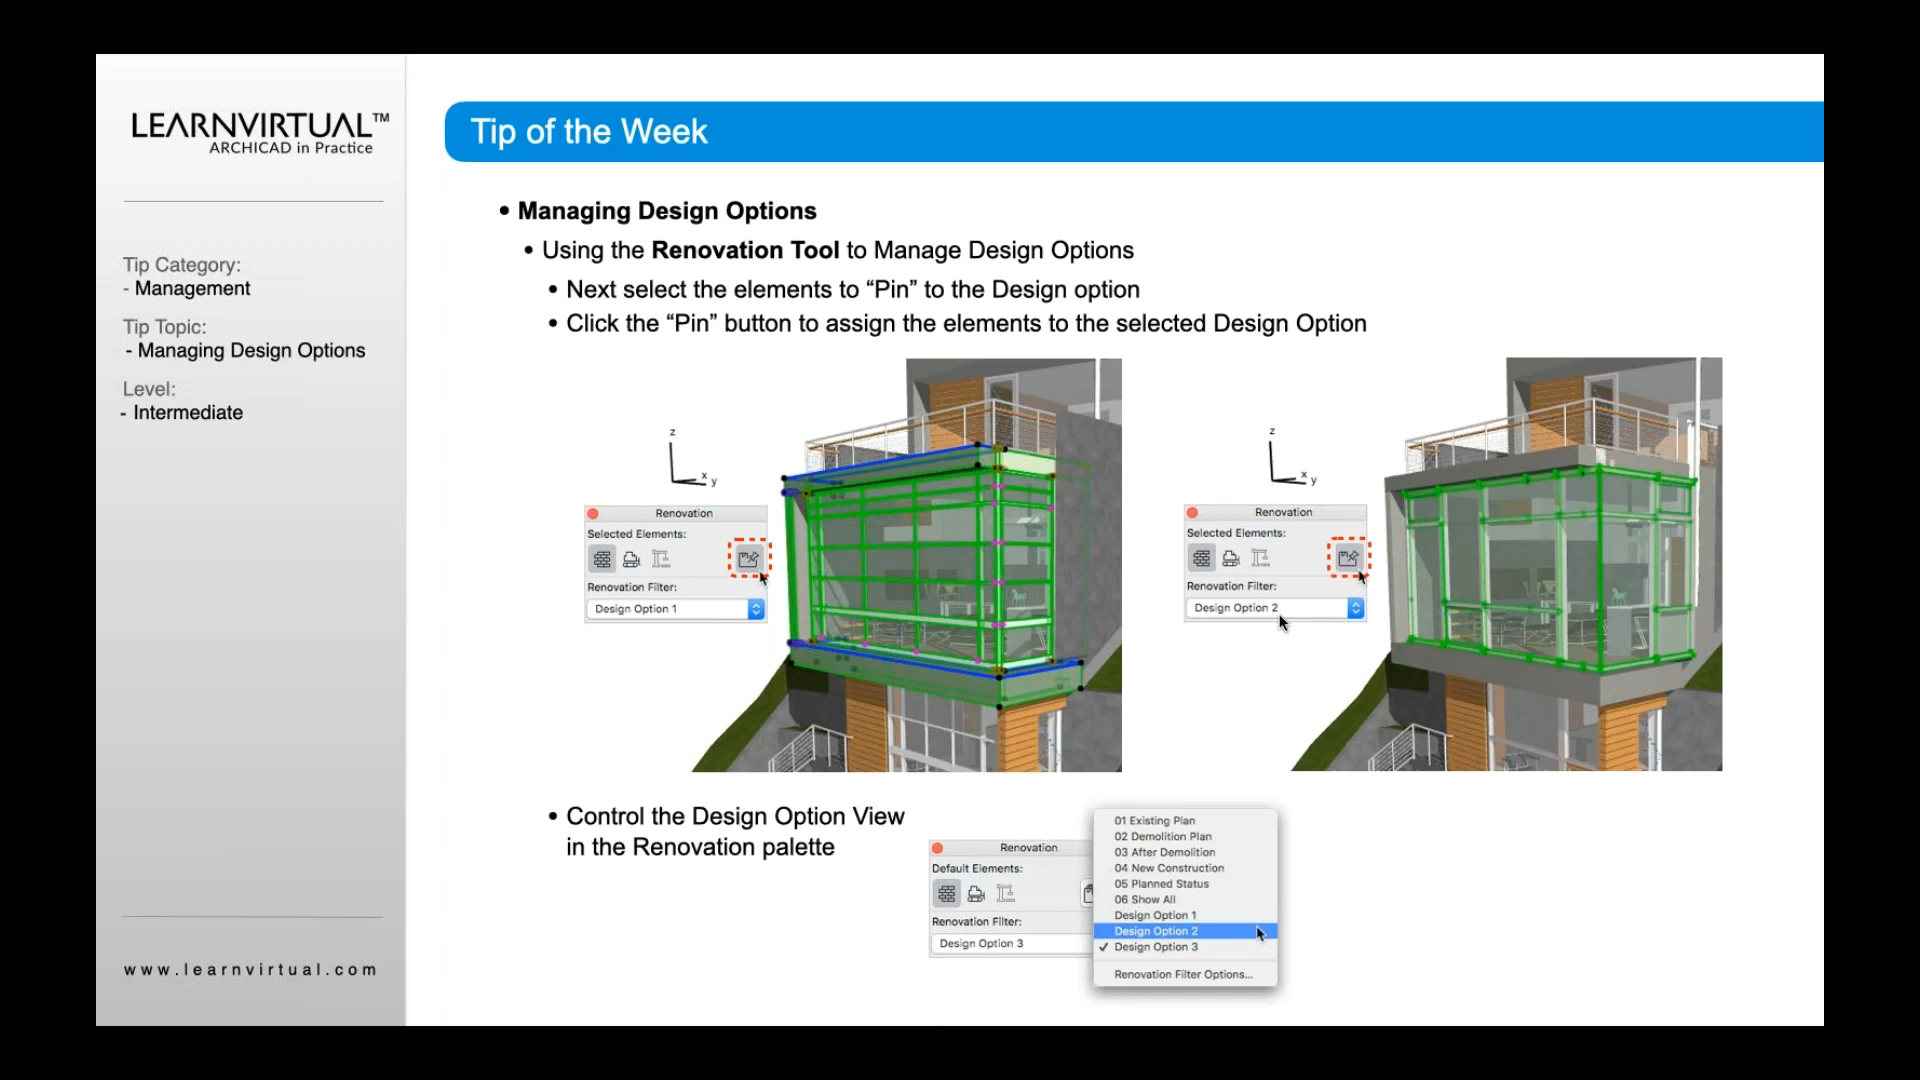 LEARNVIRTUAL™
ARCHICAD in Practice
Tip Category:
- Management
Tip Topic:
- Managing Design Options
Level:
- Intermediate
www.learnvirtual.com
Tip of the Week
• Managing Design Options
• Using the Renovation Tool to Manage Design Options
• Next select the elements to “Pin” to the Design option
• Click the “Pin” button to assign the elements to the selected Design Option
z
x
y
Renovation
Selected Elements:
Renovation Filter:
Design Option 1
z
x
y
Renovation
Selected Elements:
Renovation Filter:
Design Option 2
• Control the Design Option View
in the Renovation palette
Renovation
Default Elements:
Renovation Filter:
Design Option 3
01 Existing Plan
02 Demolition Plan
03 After Demolition
04 New Construction
05 Planned Status
06 Show All
Design Option 1
Design Option 2
✓ Design Option 3
Renovation Filter Options...